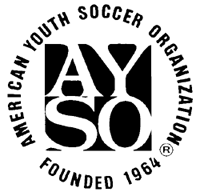 AMERICAN YOUTH SOCCER ORGANIZATION
AY
SO
®
FOUNDED 1964